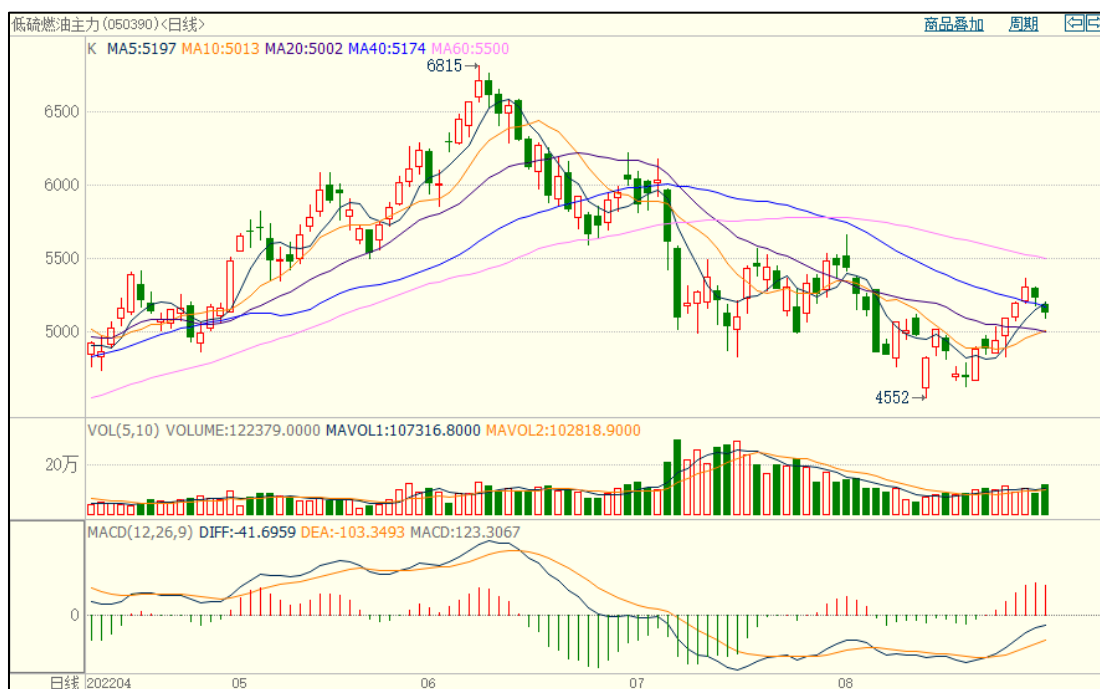 低硫燃油主力(050390)<日线> 商品叠加 周期
K MA5:5197 MA10:5013 MA20:5002 MA40:5174 MA60:5500
6815
6500
6000
5500
5000
4552
VOL(5,10) VOLUME:122379.0000 MAVOL1:107316.8000 MAVOL2:102818.9000
20万
MACD(12,26,9) DIFF:-41.6959 DEA:-103.3493 MACD:123.3067
0
日线 202204 05 06 07 08